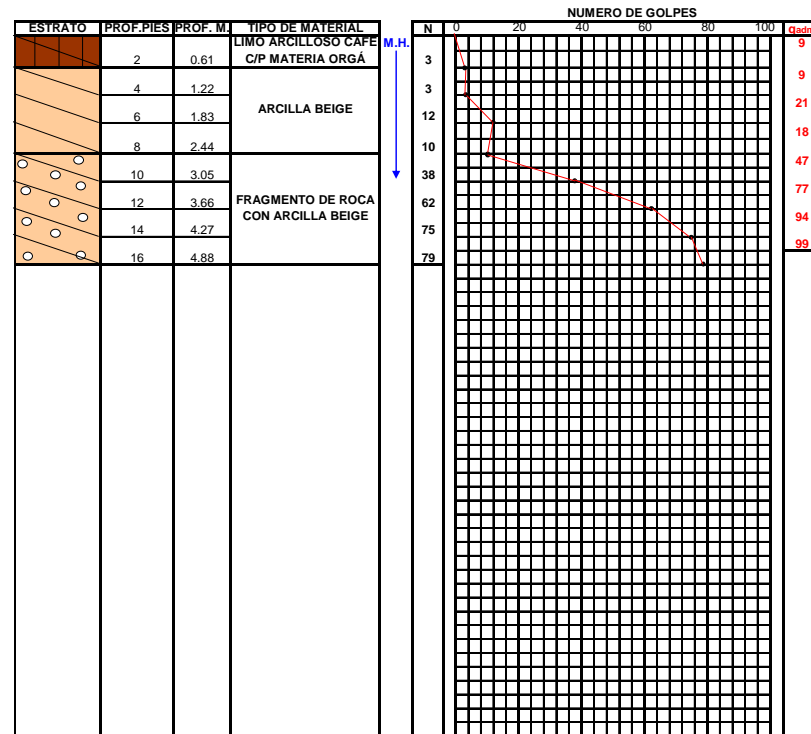 NUMERO DE GOLPES
ESTRATO PROF.PIES PROF. M. TIPO DE MATERIAL N 0 20 40 60 80 100
LIMO ARCILLOSO CAFE M.H. 9
2 0.61 C/P MATERIA ORGÁ 3
9
4 1.22 3
ARCILLA BEIGE 21
6 1.83 12
18
8 2.44 10
47
10 3.05 38
77
12 3.66 FRAGMENTO DE ROCA 62
CON ARCILLA BEIGE 94
14 4.27 75
99
16 4.88 79